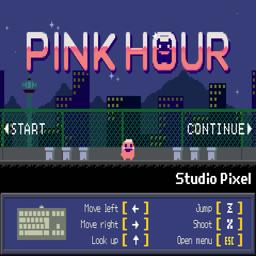 PINK HOUR
START CONTINUE
Studio Pixel
Move left [ ← ] Jump [ Z ]
Move right [ → ] Shoot [ X ]
Look up [ ↑ ] Open menu [ ESC ]